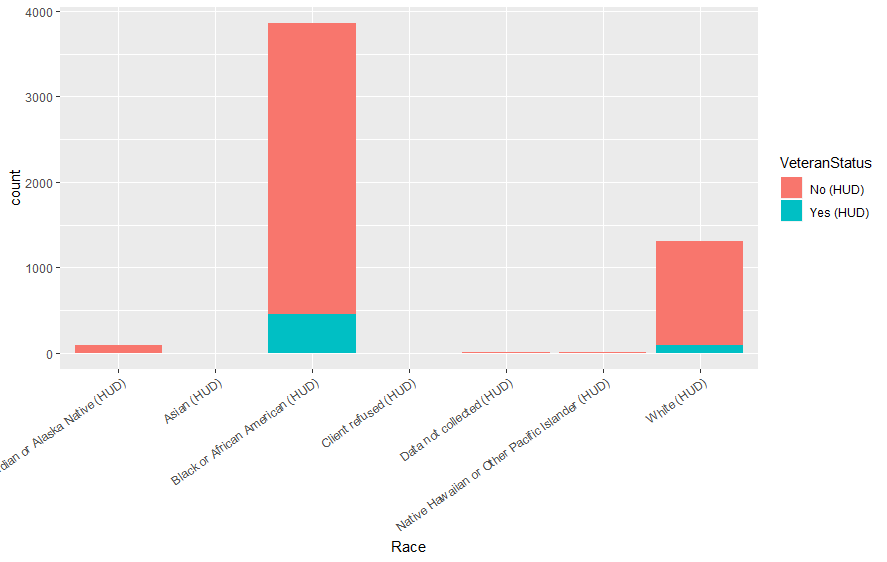 4000
3000
2000
1000
0
count
dian or Alaska Native (HUD)
Asian (HUD)
Black or African American (HUD)
Client refused (HUD)
Data not collected (HUD)
Native Hawaiian or Other Pacific Islander (HUD)
White (HUD)
Race
VeteranStatus
No (HUD)
Yes (HUD)